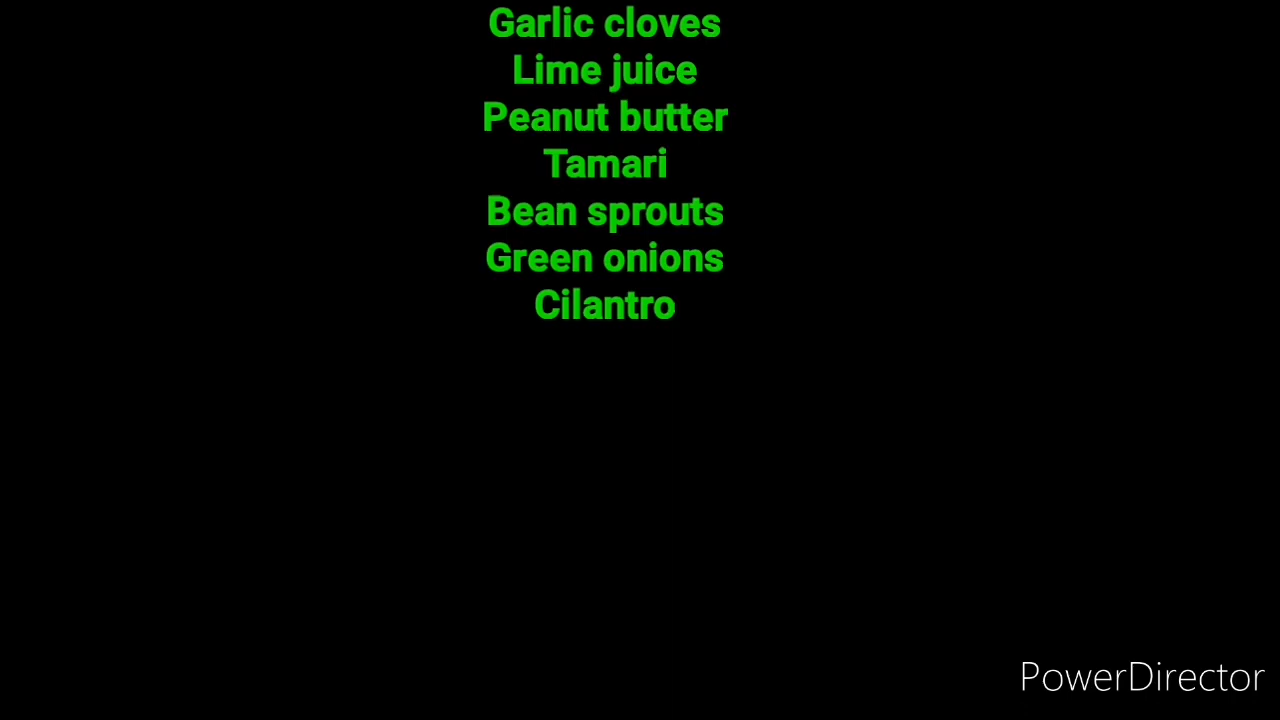 Garlic cloves
Lime juice
Peanut butter
Tamari
Bean sprouts
Green onions
Cilantro
PowerDirector